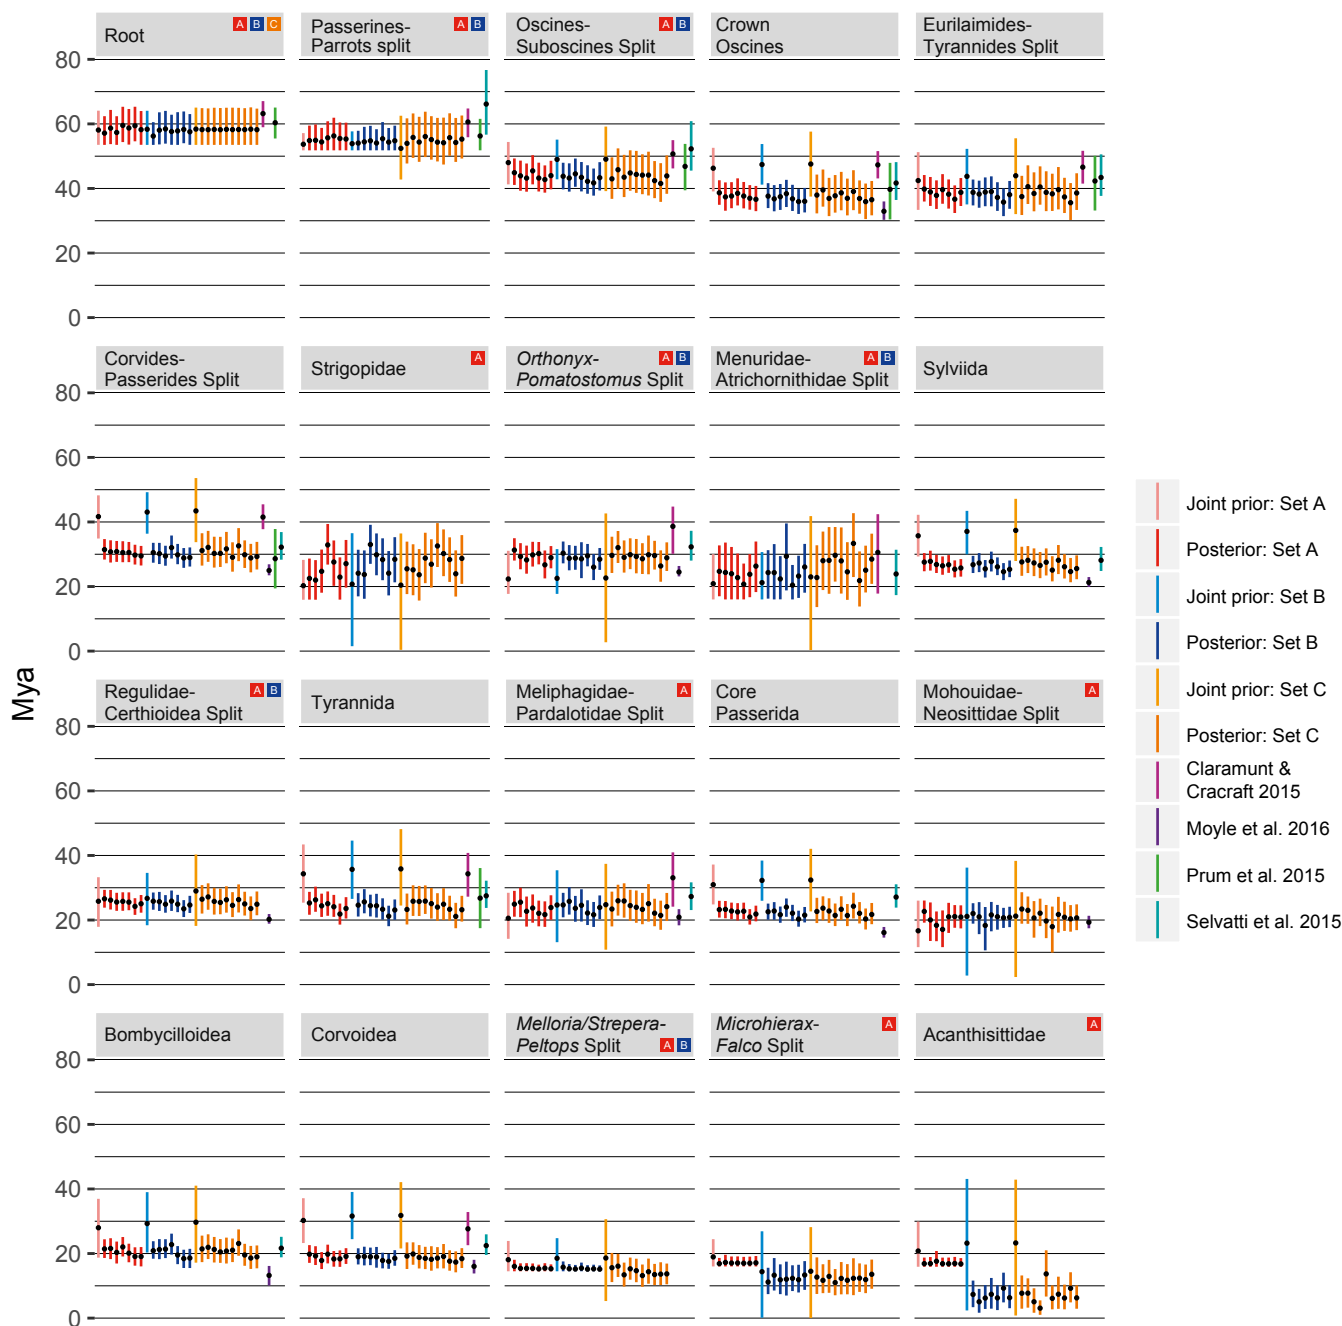 Root A B C
Passerines-
Parrots split A B
Oscines-
Suboscines Split A B
Crown
Oscines
Eurilaimides-
Tyrannides Split
80
60
40
20
0
Corvides-
Passerides Split
Strigopidae A
Orthonyx-
Pomatostomus Split A B
Menuridae-
Atrichornithidae Split A B
Sylviida
80
60
40
20
0
Mya
Regulidae-
Certhioidea Split A B
Tyrannida
Meliphagidae-
Pardalotidae Split A
Core
Passerida
Mohouidae-
Neosittidae Split A
80
60
40
20
0
Bombycilloidea
Corvoidea
Melloria/Strepera-
Peltops Split A B
Microhierax-
Falco Split A
Acanthisittidae A
80
60
40
20
0
Joint prior: Set A
Posterior: Set A
Joint prior: Set B
Posterior: Set B
Joint prior: Set C
Posterior: Set C
Claramunt &
Cracraft 2015
Moyle et al. 2016
Prum et al. 2015
Selvatti et al. 2015